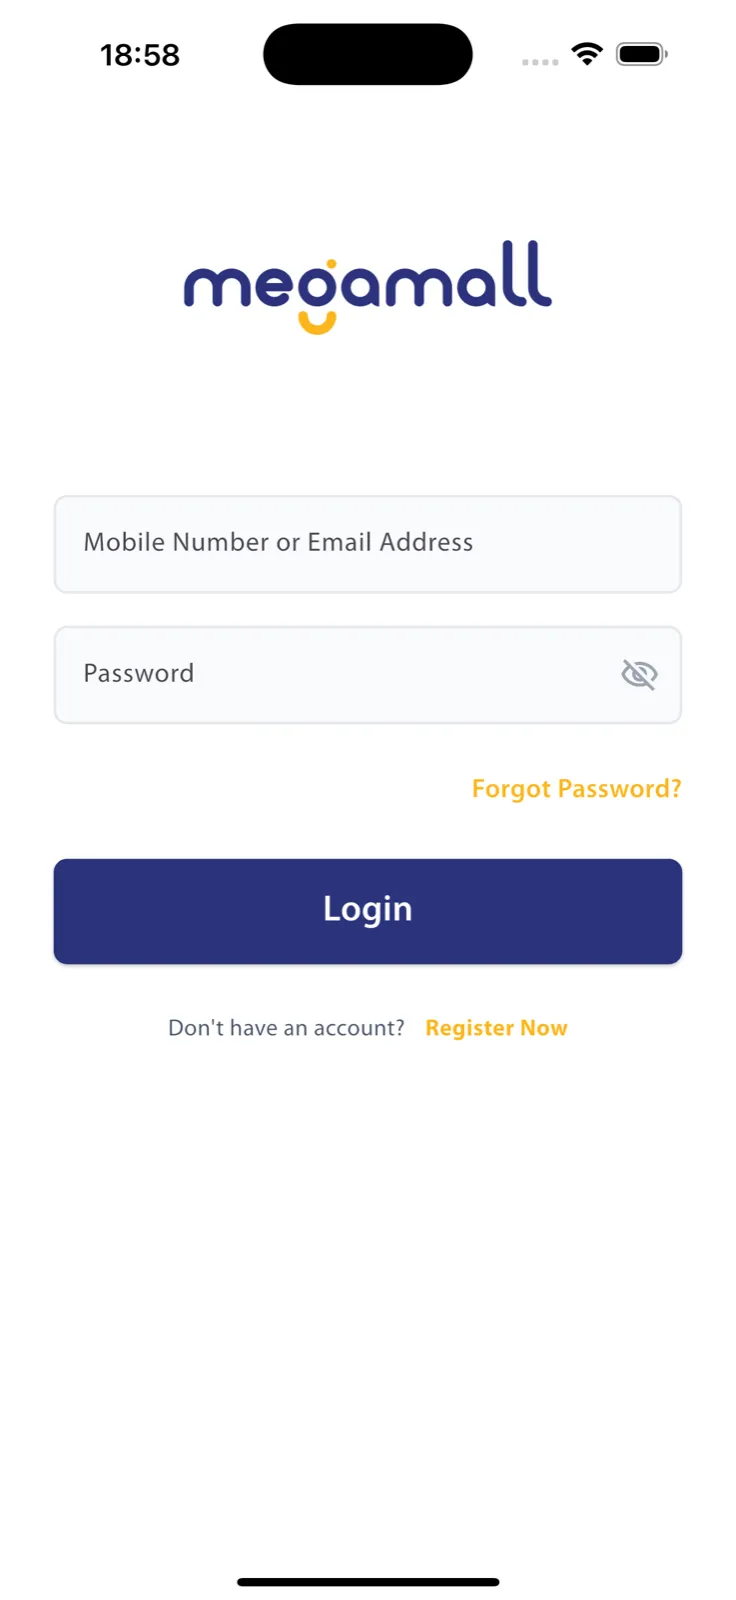 18:58
megamall
Mobile Number or Email Address
Password
Forgot Password?
Login
Don't have an account? Register Now